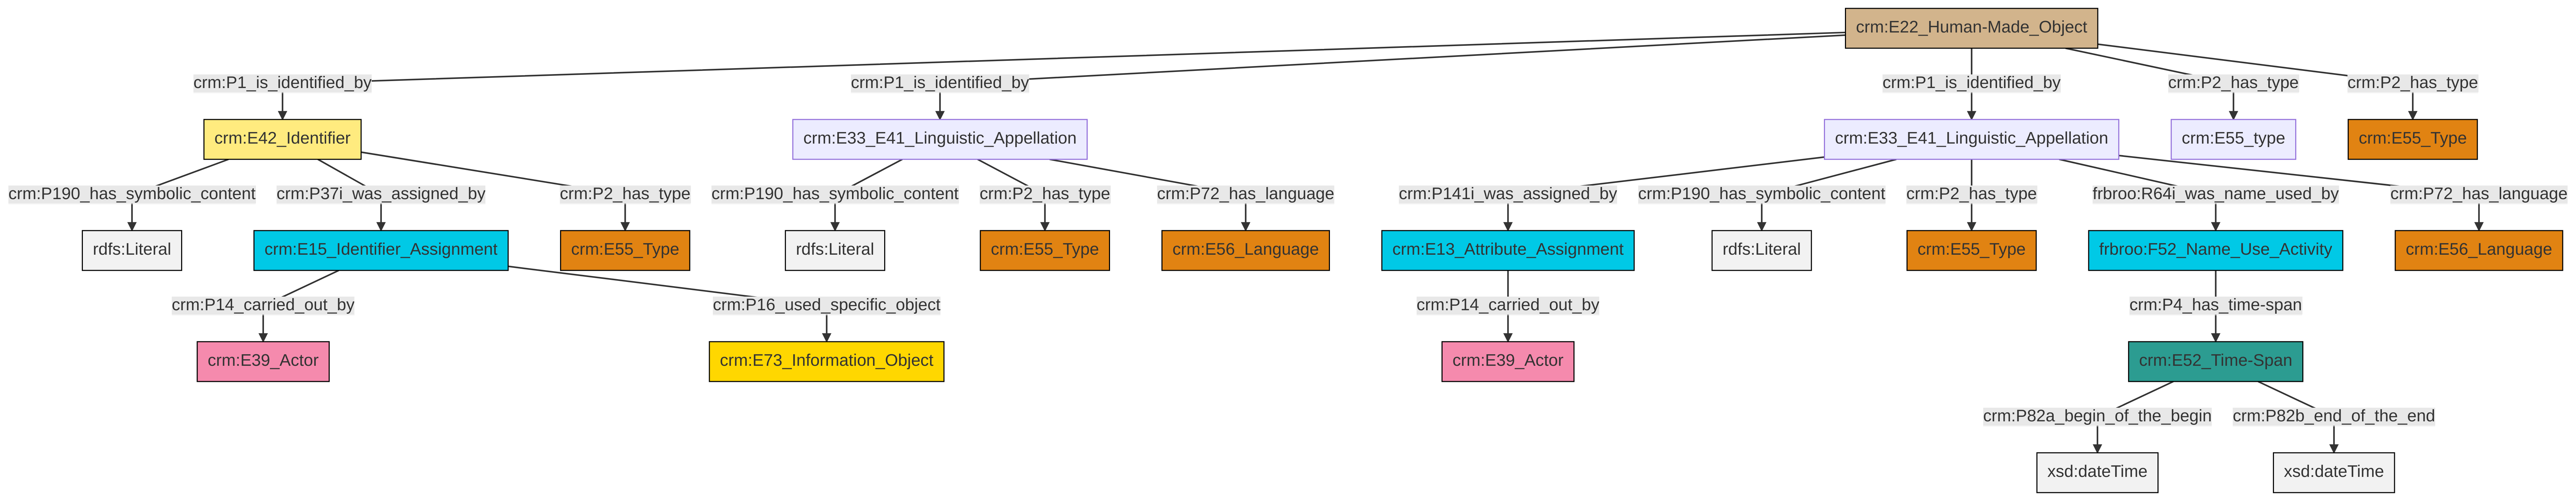 crm:E22_Human-Made_Object
crm:P1_is_identified_by
crm:P1_is_identified_by
crm:P1_is_identified_by
crm:P2_has_type
crm:P2_has_type
crm:E42_Identifier
crm:E33_E41_Linguistic_Appellation
crm:E33_E41_Linguistic_Appellation
crm:E55_type
crm:E55_Type
crm:P190_has_symbolic_content
crm:P37i_was_assigned_by
crm:P2_has_type
crm:P190_has_symbolic_content
crm:P2_has_type
crm:P72_has_language
crm:P141i_was_assigned_by
crm:P190_has_symbolic_content
crm:P2_has_type
frbroo:R64i_was_name_used_by
crm:P72_has_language
rdfs:Literal
crm:E15_Identifier_Assignment
crm:E55_Type
rdfs:Literal
crm:E55_Type
crm:E56_Language
crm:E13_Attribute_Assignment
rdfs:Literal
crm:E55_Type
frbroo:F52_Name_Use_Activity
crm:E56_Language
crm:P14_carried_out_by
crm:P16_used_specific_object
crm:P14_carried_out_by
crm:P4_has_time-span
crm:E39_Actor
crm:E73_Information_Object
crm:E39_Actor
crm:E52_Time-Span
crm:P82a_begin_of_the_begin
crm:P82b_end_of_the_end
xsd:dateTime
xsd:dateTime